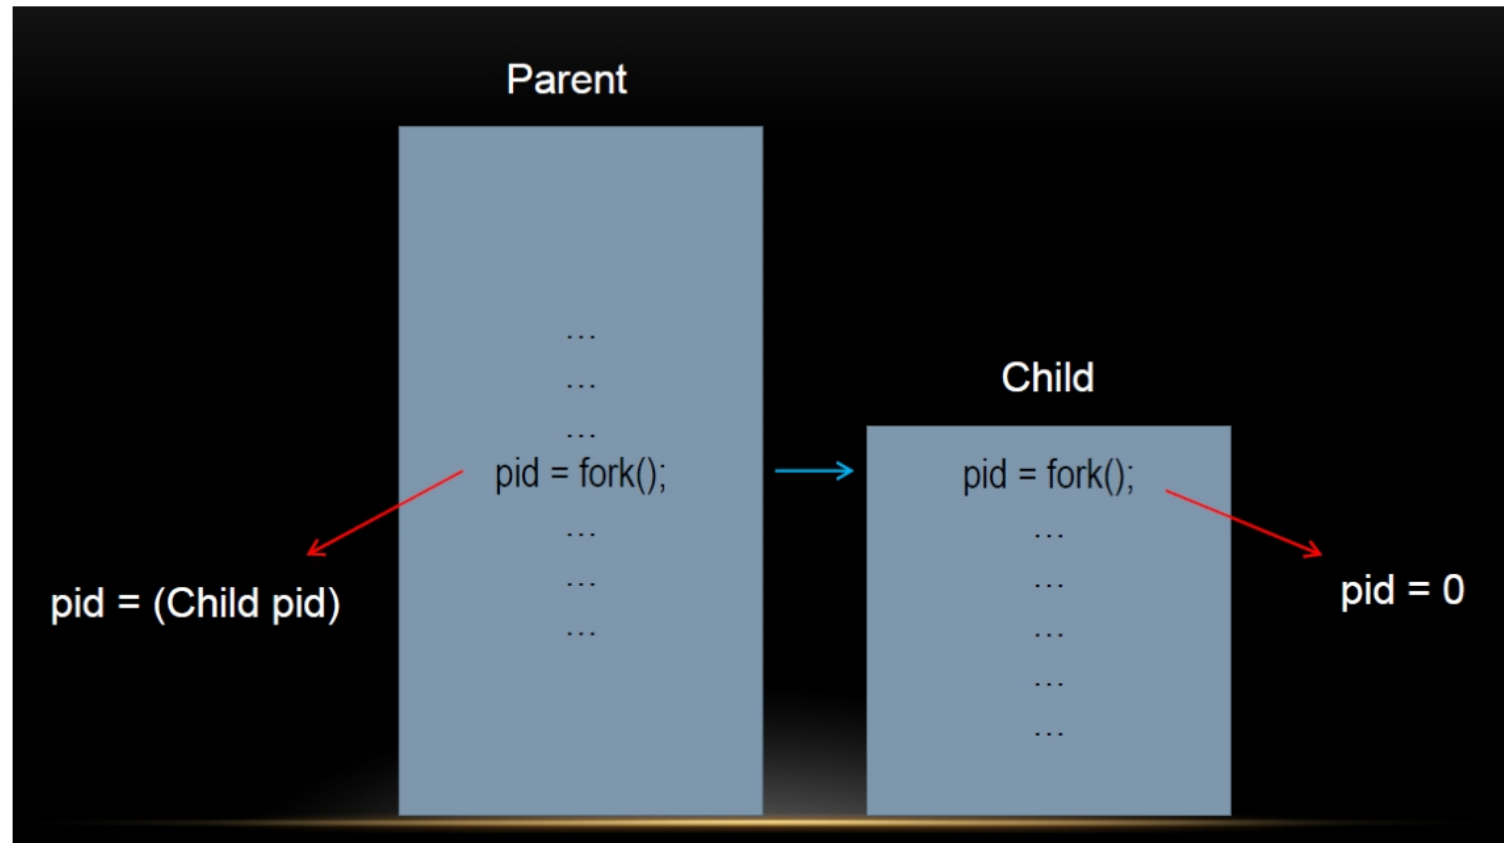 Parent
...
...
...
pid = fork();
...
...
...
pid = (Child pid)
Child
pid = fork();
...
...
...
...
...
pid = 0